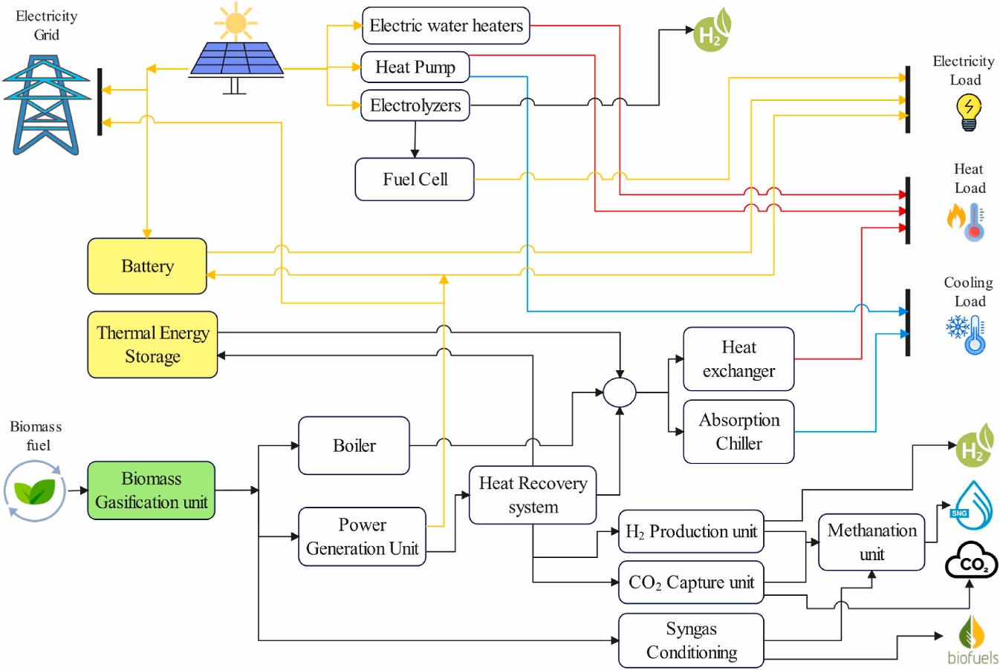 Electricity
Grid
Electric water heaters
H2
Heat Pump
Electrolyzers
Fuel Cell
Electricity
Load
Heat
Load
Battery
Cooling
Load
Thermal Energy
Storage
Heat
exchanger
Absorption
Chiller
Biomass
fuel
Biomass
Gasification unit
Boiler
Heat Recovery
system
Power
Generation Unit
H₂ Production unit
CO₂ Capture unit
Methanation
unit
Syngas
Conditioning
H2
SNG
CO₂
biofuels